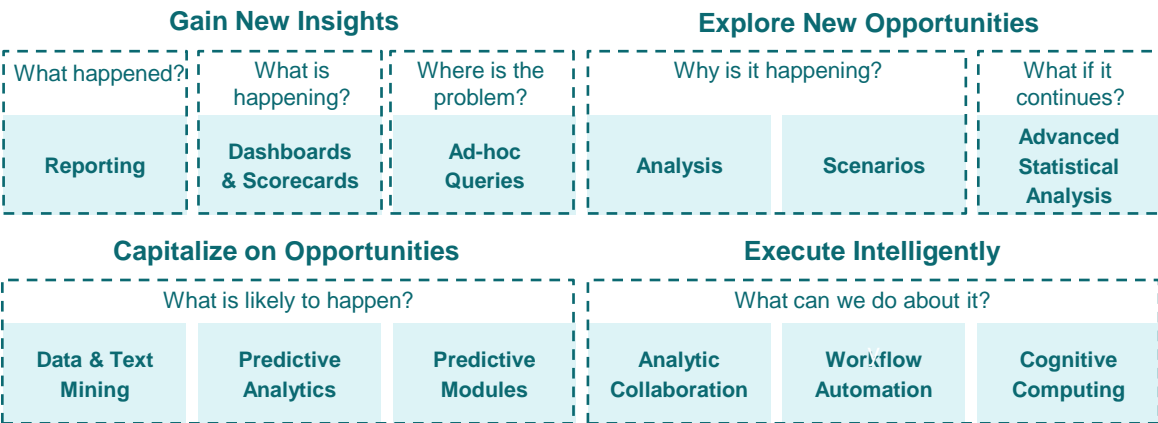 Gain New Insights
Explore New Opportunities
What happened?
What is
happening?
Where is the
problem?
Why is it happening?
What if it
continues?
Reporting
Dashboards
& Scorecards
Ad-hoc
Queries
Analysis
Scenarios
Advanced
Statistical
Analysis
Capitalize on Opportunities
Execute Intelligently
What is likely to happen?
What can we do about it?
Data & Text
Mining
Predictive
Analytics
Predictive
Modules
Analytic
Collaboration
Workflow
Automation
Cognitive
Computing